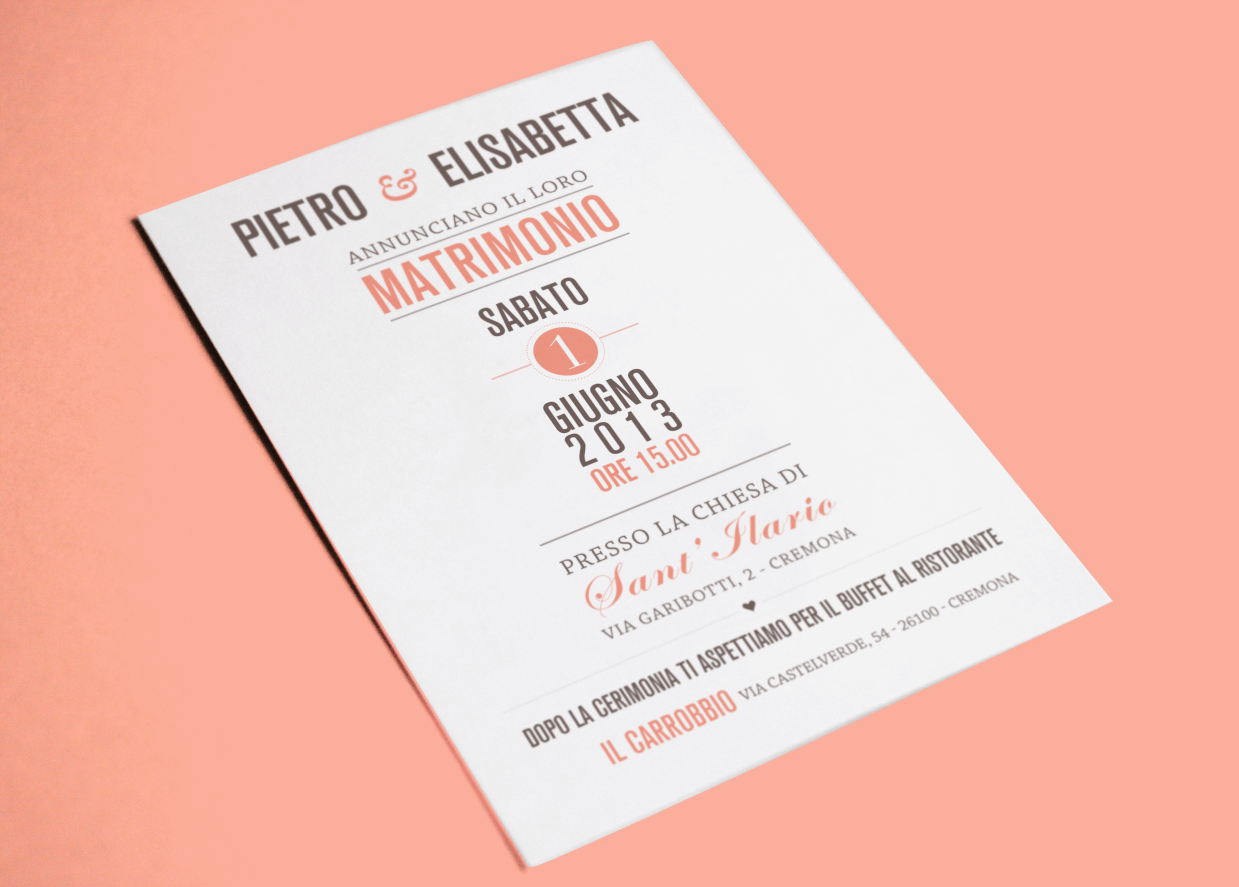 PIETRO & ELISABETTA
ANNUNCIANO IL LORO
MATRIMONIO
SABATO
1
GIUGNO
2013
ORE 15.00
PRESSO LA CHIESA DI
Sant' Ilario
VIA GARIBOTTI, 2 - CREMONA
DOPO LA CERIMONIA TI ASPETTIAMO PER IL BUFFET AL RISTORANTE
IL CARROBBIO VIA CASTELVERDE, 54 - 26100 - CREMONA